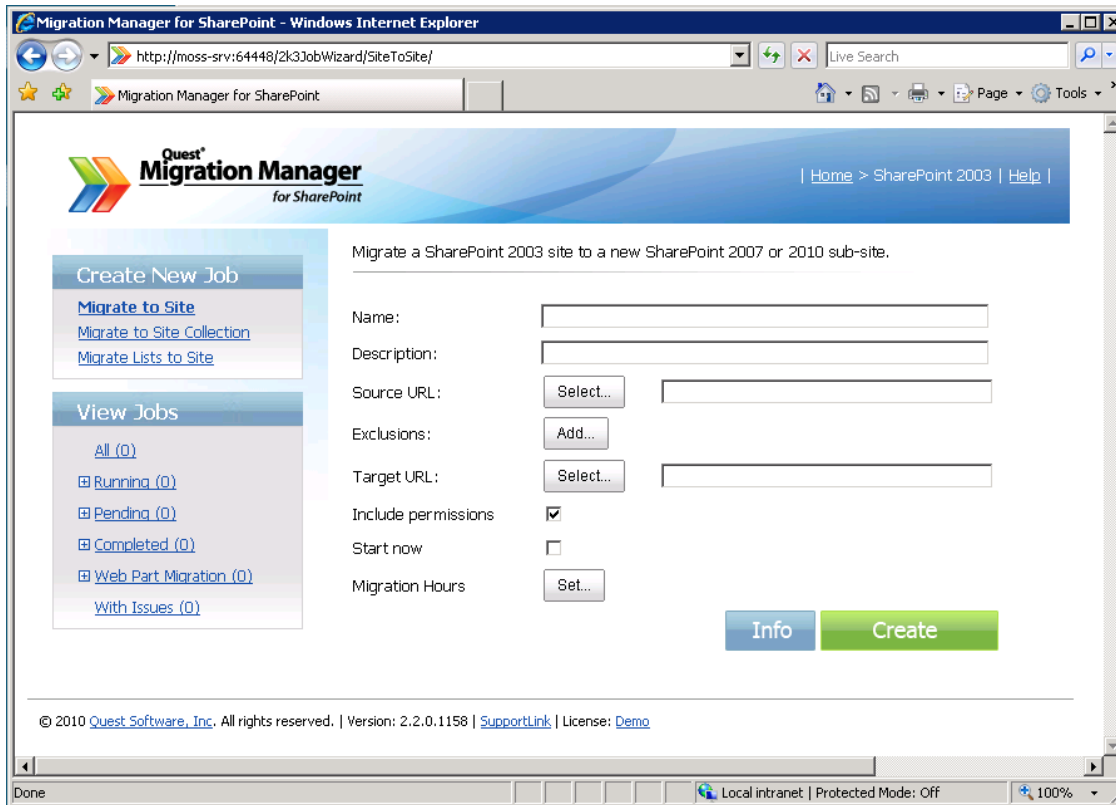 Migration Manager for SharePoint - Windows Internet Explorer
http://moss-srv:64448/2k3JobWizard/SiteToSite/
Live Search
Migration Manager for SharePoint
Page
Tools
Quest*
Migration Manager
for SharePoint
| Home > SharePoint 2003 | Help |
Migrate a SharePoint 2003 site to a new SharePoint 2007 or 2010 sub-site.
Create New Job
Migrate to Site
Migrate to Site Collection
Migrate Lists to Site
View Jobs
All (0)
Running (0)
Pending (0)
Completed (0)
Web Part Migration (0)
With Issues (0)
Name:
Description:
Source URL:
Select...
Exclusions:
Add...
Target URL:
Select...
Include permissions
Start now
Migration Hours
Set...
Info
Create
© 2010 Quest Software, Inc. All rights reserved. | Version: 2.2.0.1158 | SupportLink | License: Demo
Done
Local intranet | Protected Mode: Off
100%